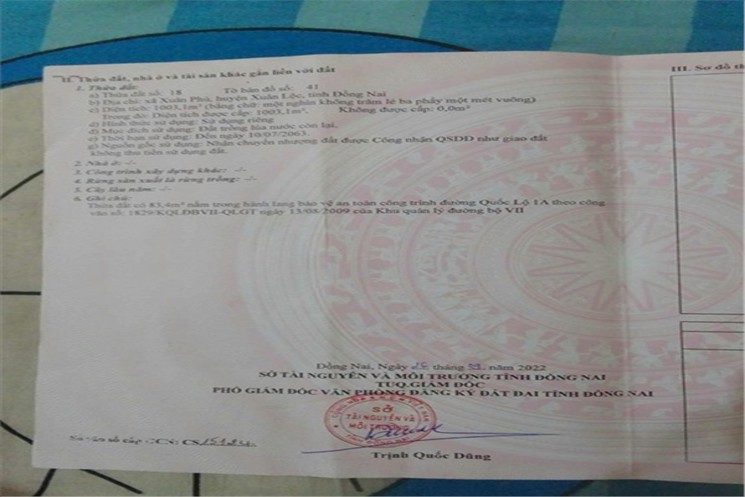 II. Thửa đất, nhà ở và tài sản khác gắn liền với đất
III. Sơ đồ
1. Thửa đất:
a) Thửa đất số: 18 Tờ bản đồ số: 41
b) Địa chỉ: xã Xuân Phú, huyện Xuân Lộc, tỉnh Đồng Nai
c) Diện tích: 1003,1m² (bằng chữ: một nghìn không trăm lẻ ba phẩy một mét vuông)
Trong đó: Diện tích được cấp: 1003,1m². Không được cấp: 0,0m²
d) Hình thức sử dụng: Sử dụng riêng
đ) Mục đích sử dụng: Đất trồng lúa nước còn lại.
e) Thời hạn sử dụng: Đến ngày 10/07/2063.
g) Nguồn gốc sử dụng: Nhận chuyển nhượng đất được Công nhận QSDĐ như giao đất
không thu tiền sử dụng đất.
2. Nhà ở: -/-
3. Công trình xây dựng khác: -/-
4. Rừng sản xuất là rừng trồng: -/-
5. Cây lâu năm: -/-
6. Ghi chú:
Thửa đất có 83,4m² nằm trong hành lang bảo vệ an toàn công trình đường Quốc Lộ 1A theo công
văn số: 1829/KQLĐBVII-QLGT ngày 13/08/2009 của Khu quản lý đường bộ VII
Đồng Nai, Ngày tháng năm 2022
SỞ TÀI NGUYÊN VÀ MÔI TRƯỜNG TỈNH ĐỒNG NAI
TUQ.GIÁM ĐỐC
PHÓ GIÁM ĐỐC VĂN PHÒNG ĐĂNG KÝ ĐẤT ĐAI TỈNH ĐỒNG NAI
SỞ
TÀI NGUYÊN VÀ
MÔI TRƯỜNG
Số vào sổ cấp GCN: CS
Trịnh Quốc Dũng